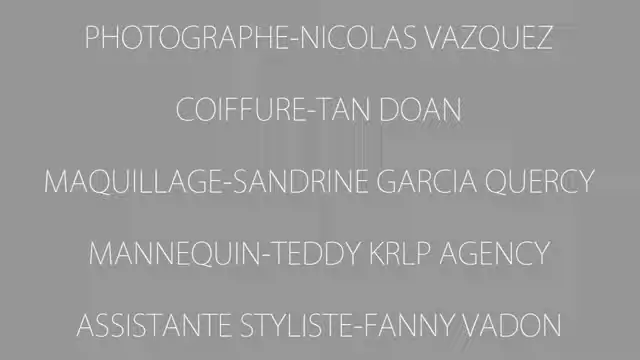 PHOTOGRAPHE-NICOLAS VAZQUEZ
COIFFURE-TAN DOAN
MAQUILLAGE-SANDRINE GARCIA QUERCY
MANNEQUIN-TEDDY KRLP AGENCY
ASSISTANTE STYLISTE-FANNY VADON